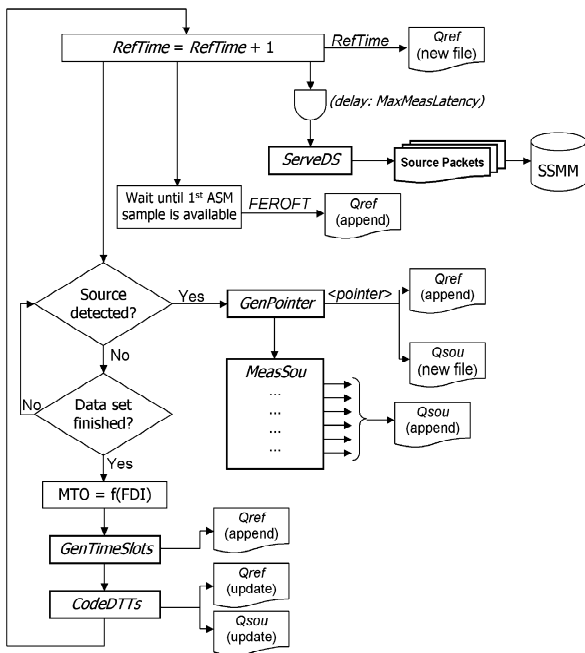 RefTime = RefTime + 1
RefTime
Qref
(new file)
(delay: MaxMeasLatency)
ServeDS
Source Packets
SSMM
Wait until 1st ASM
sample is available
FEROFT
Qref
(append)
Source
detected?
Yes
GenPointer
<pointer>
Qref
(append)
Qsou
(new file)
No
MeasSou
...
...
...
...
Qsou
(append)
No
Data set
finished?
Yes
MTO = f(FDI)
GenTimeSlots
Qref
(append)
CodeDTTs
Qref
(update)
Qsou
(update)